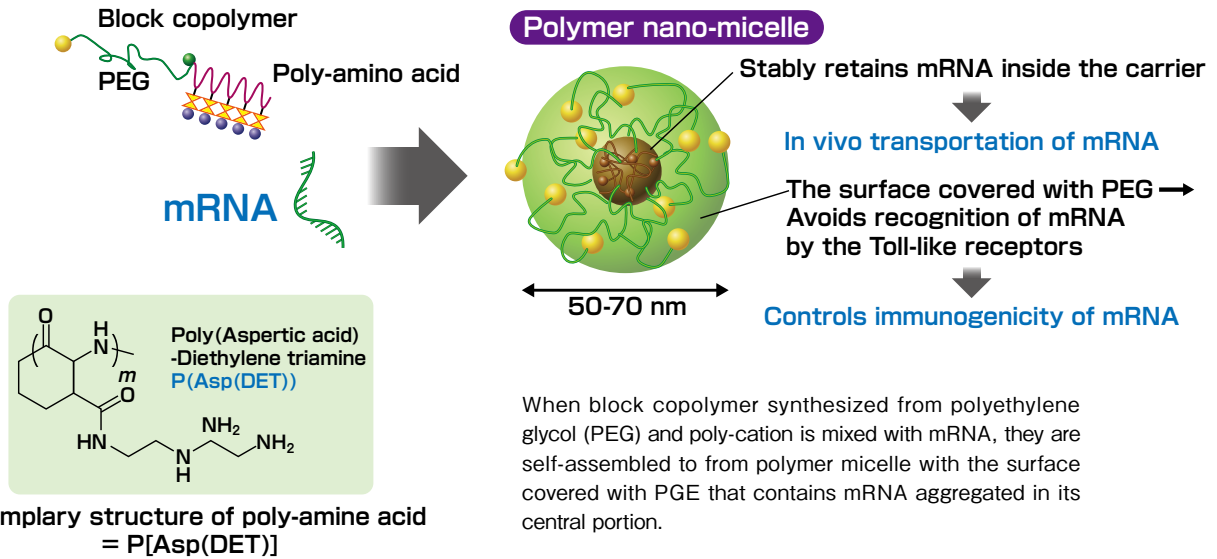 Block copolymer
PEG
Poly-amino acid
mRNA
Polymer nano-micelle
Stably retains mRNA inside the carrier
In vivo transportation of mRNA
The surface covered with PEG
Avoids recognition of mRNA
by the Toll-like receptors
Controls immunogenicity of mRNA
50-70 nm
O
H
N
m
O
HN
N
H
NH₂
NH₂
Poly(Aspertic acid)
-Diethylene triamine
P(Asp(DET))
mplary structure of poly-amine acid
= P[Asp(DET)]
When block copolymer synthesized from polyethylene
glycol (PEG) and poly-cation is mixed with mRNA, they are
self-assembled to from polymer micelle with the surface
covered with PGE that contains mRNA aggregated in its
central portion.